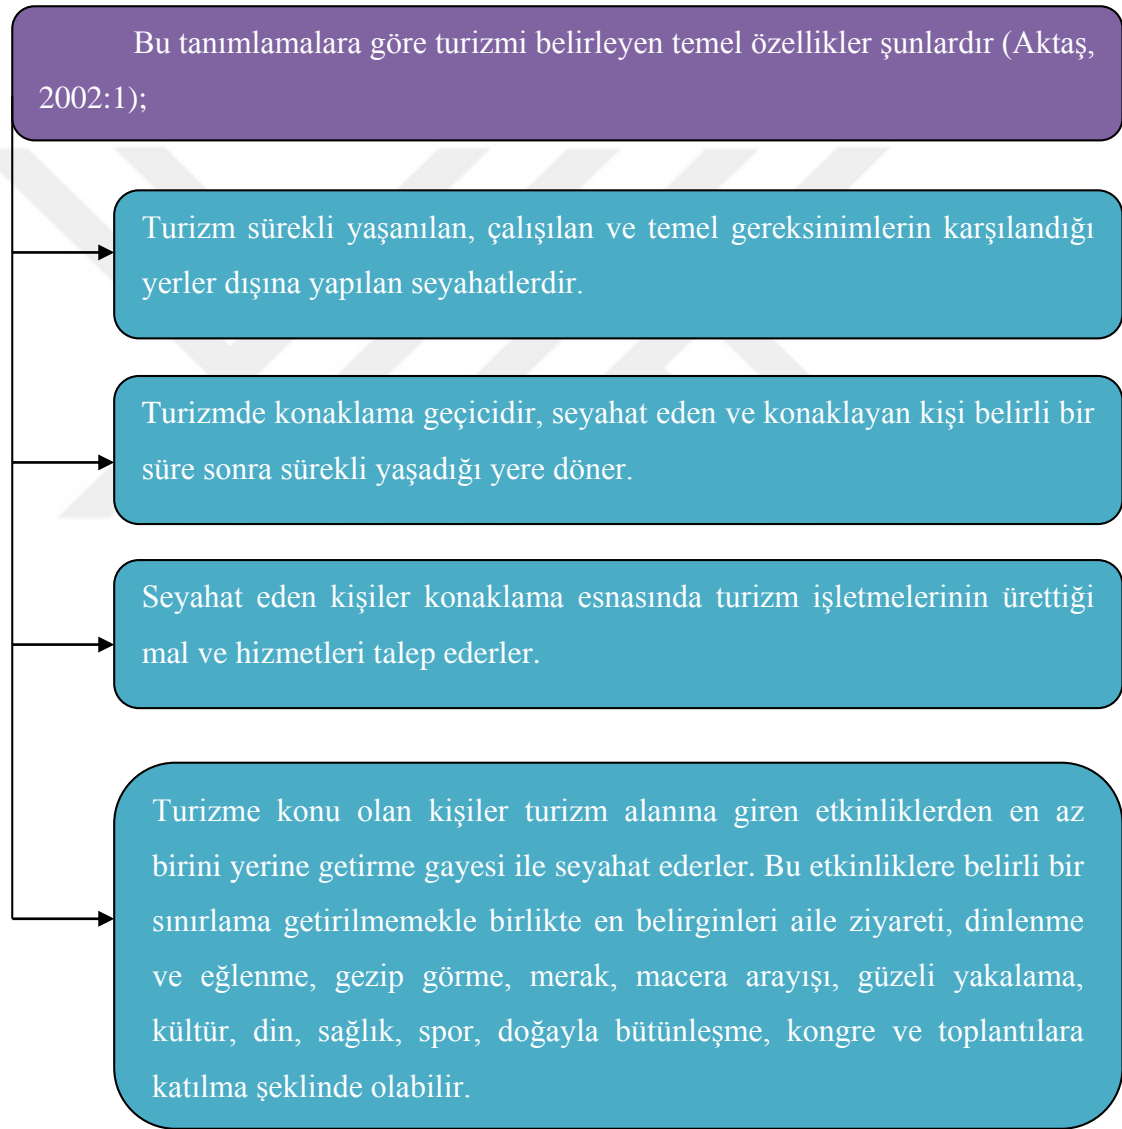 Bu tanımlamalara göre turizmi belirleyen temel özellikler şunlardır (Aktaş,
2002:1);
Turizm sürekli yaşanılan, çalışılan ve temel gereksinimlerin karşılandığı
yerler dışına yapılan seyahatlerdir.
Turizmde konaklama geçicidir, seyahat eden ve konaklayan kişi belirli bir
süre sonra sürekli yaşadığı yere döner.
Seyahat eden kişiler konaklama esnasında turizm işletmelerinin ürettiği
mal ve hizmetleri talep ederler.
Turizme konu olan kişiler turizm alanına giren etkinliklerden en az
birini yerine getirme gayesi ile seyahat ederler. Bu etkinliklere belirli bir
sınırlama getirilmemekle birlikte en belirginleri aile ziyareti, dinlenme
ve eğlenme, gezip görme, merak, macera arayışı, güzeli yakalama,
kültür, din, sağlık, spor, doğayla bütünleşme, kongre ve toplantılara
katılma şeklinde olabilir.